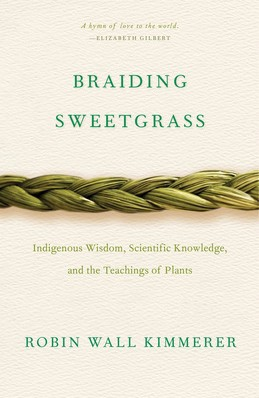 A hymn of love to the world.
—ELIZABETH GILBERT
BRAIDING
SWEETGRASS
Indigenous Wisdom, Scientific Knowledge,
and the Teachings of Plants
ROBIN WALL KIMMERER